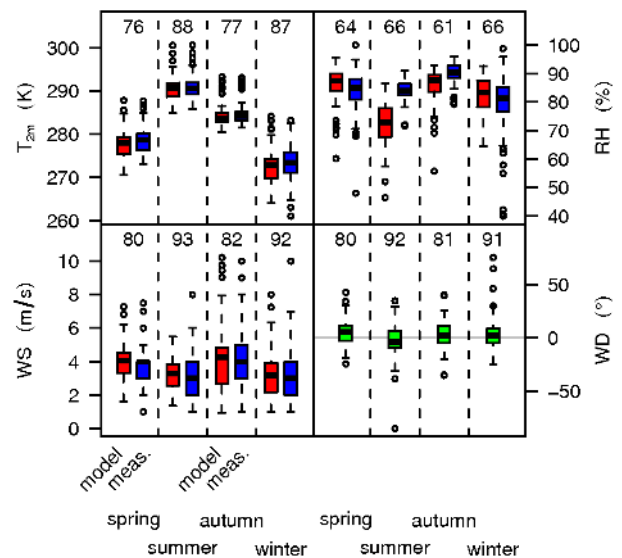 76 88 77 87 64 66 61 66
300 100
290 90
280 80
270 70
260 60
50
40
T2m (K)
RH (%)
80 93 82 92 80 92 81 91
10
8 50
6
4 0
2 −50
0
WS (m/s)
WD (°)
model meas. model meas.
spring autumn spring autumn
summer winter summer winter